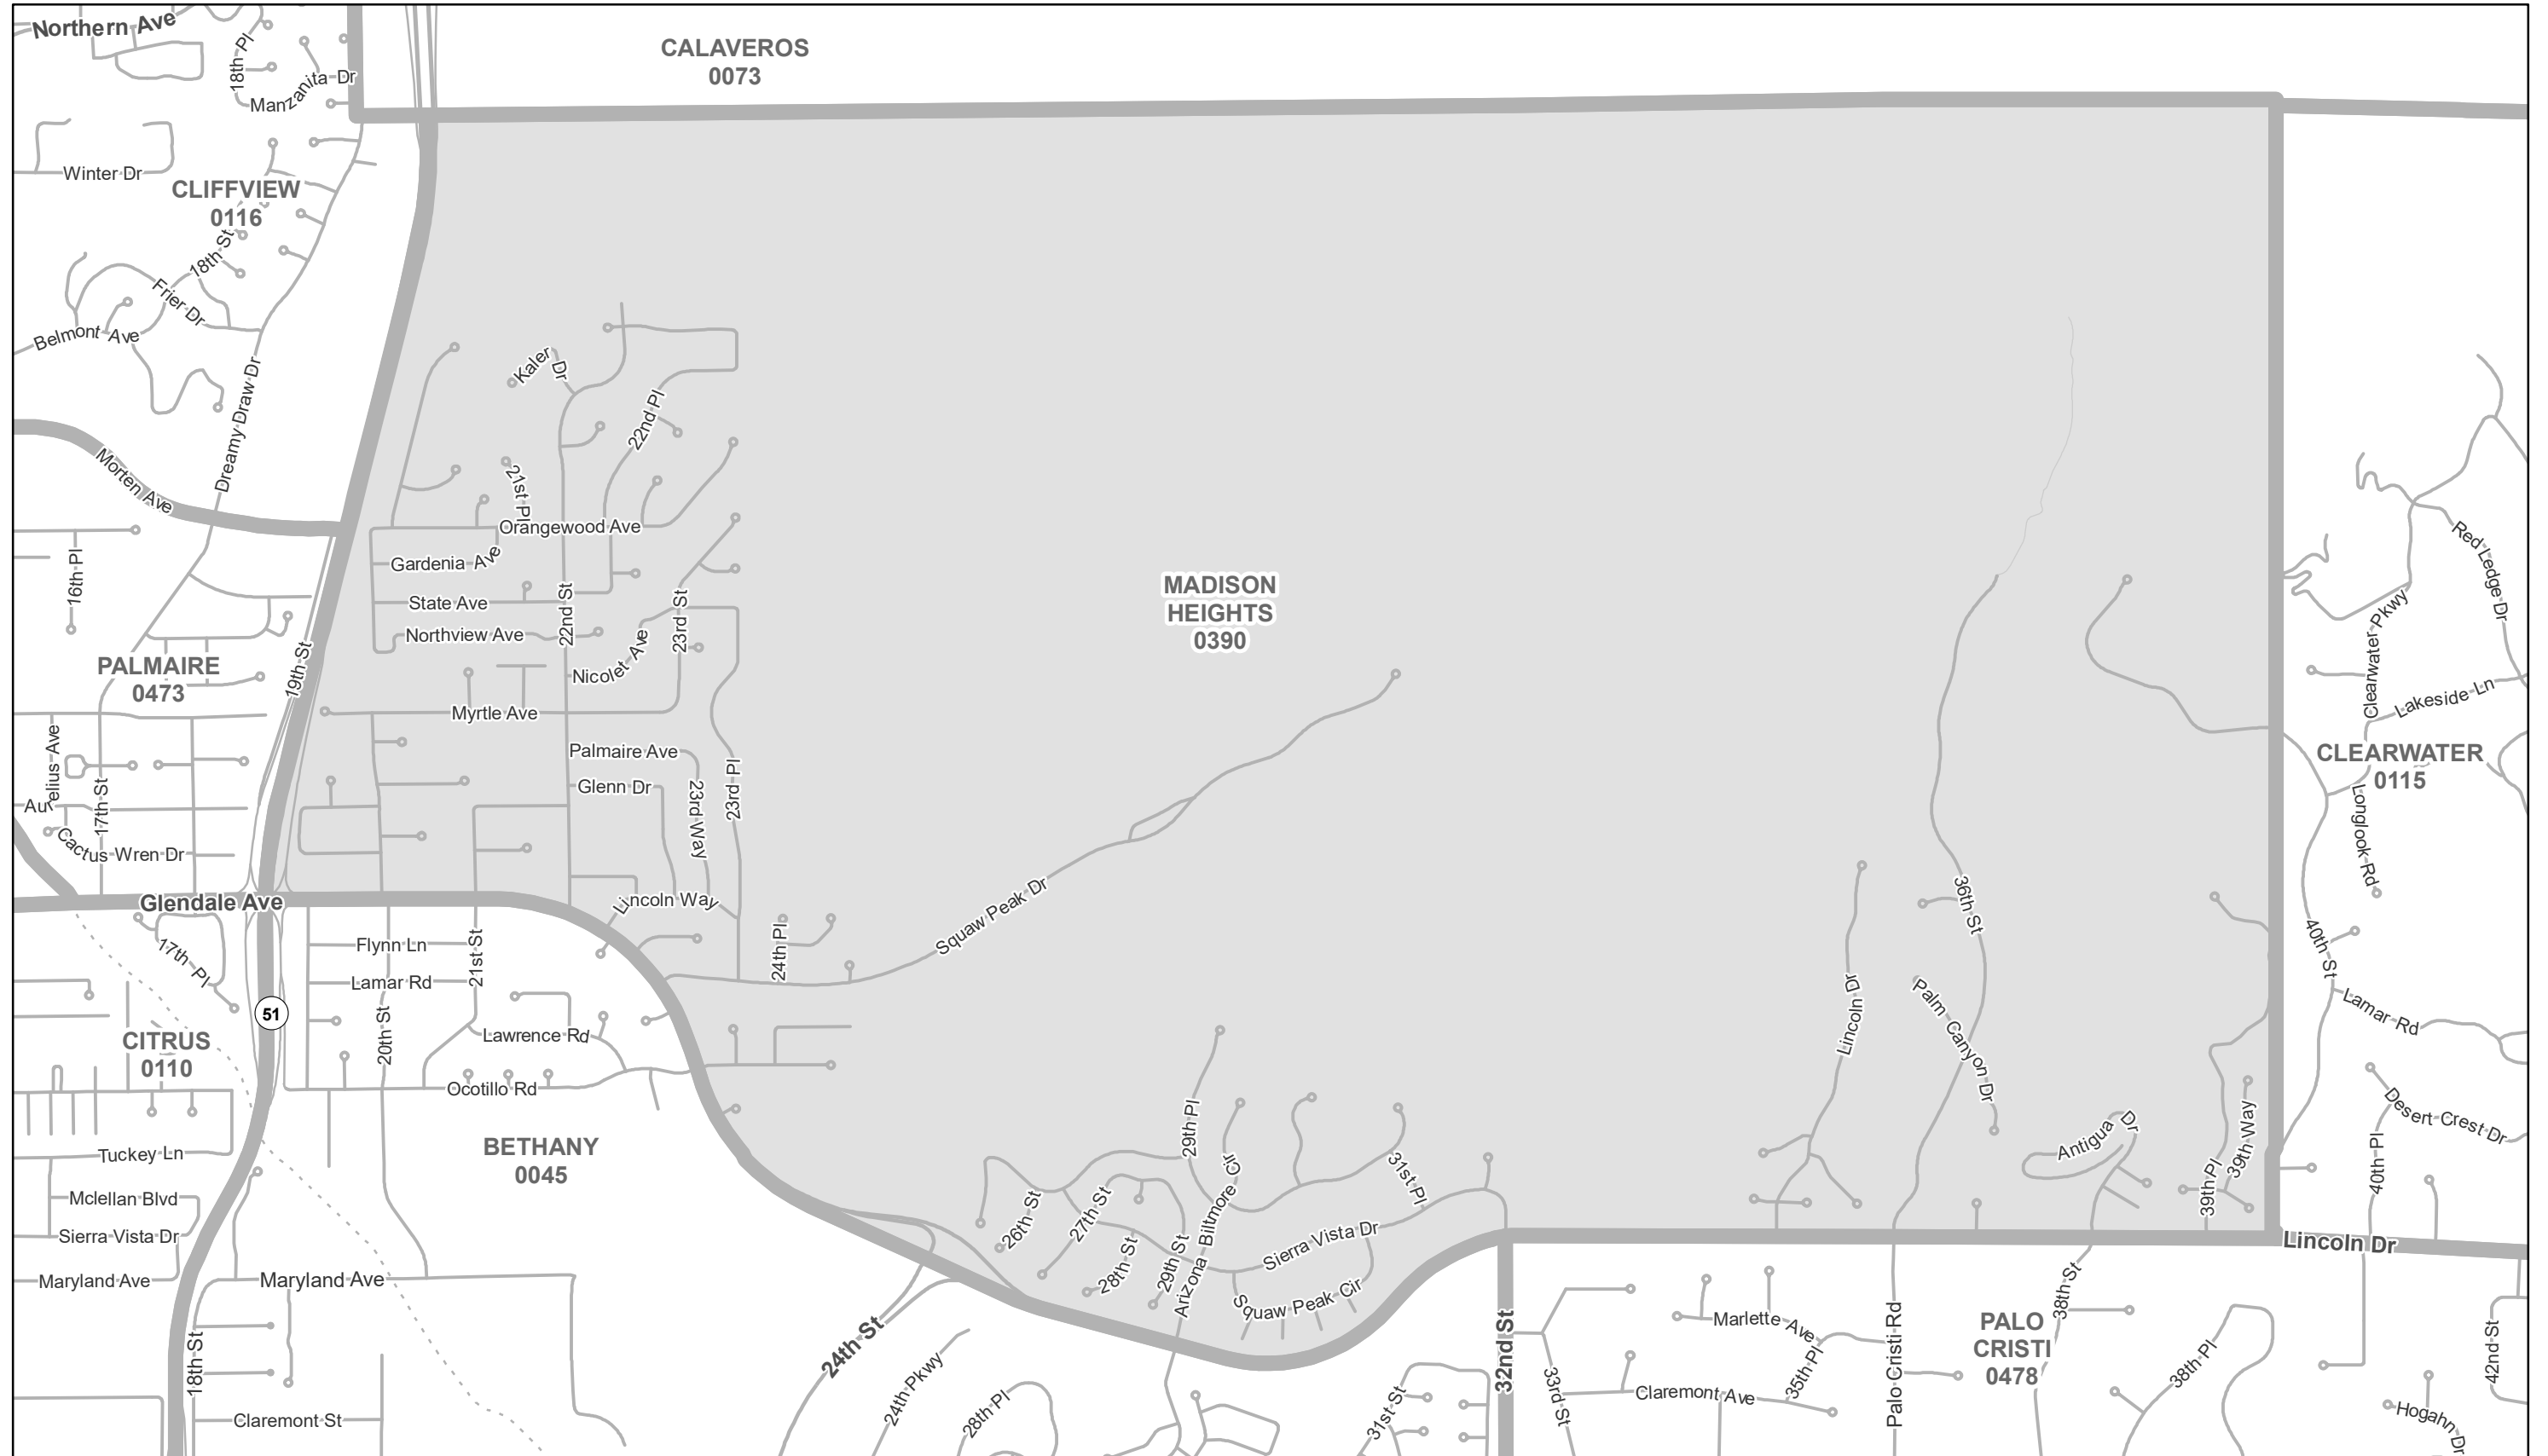 Northern Ave
18th Pl
Manzanita Dr
CALAVEROS
0073
Winter Dr
CLIFFVIEW
0116
18th St
Frier Dr
Belmont Ave
Dreamy Draw Dr
Morten Ave
Kaler Dr
22nd Pl
21st Pl
Orangewood Ave
Gardenia Ave
State Ave
22nd St
Northview Ave
23rd St
Nicolet Ave
Myrtle Ave
16th Pl
PALMAIRE
0473
19th St
MADISON
HEIGHTS
0390
Red Ledge Dr
Clearwater Pkwy
Lakeside Ln
CLEARWATER
0115
Longlook Rd
Aurelius Ave
17th St
Cactus Wren Dr
Palmaire Ave
Glenn Dr
23rd Way
23rd Pl
Glendale Ave
Lincoln Way
Squaw Peak Dr
24th Pl
36th St
40th St
17th Pl
Flynn Ln
21st St
Lamar Rd
51
20th St
Lawrence Rd
Ocotillo Rd
CITRUS
0110
Lincoln Dr
Palm Canyon Dr
Lamar Rd
Desert Crest Dr
BETHANY
0045
Tuckey Ln
Mclellan Blvd
Sierra Vista Dr
Maryland Ave
Maryland Ave
29th Pl
Arizona Biltmore Cir
31st Pl
26th St
27th St
28th St
29th St
Sierra Vista Dr
Squaw Peak Cir
Antigua Dr
39th Pl
39th Way
40th Pl
Lincoln Dr
24th St
18th St
Claremont St
24th Pkwy
28th Pl
31st St
32nd St
33rd St
Marlette Ave
35th Pl
Claremont Ave
Palo Cristi Rd
PALO
CRISTI
0478
38th St
38th Pl
42nd St
Hogahn Dr